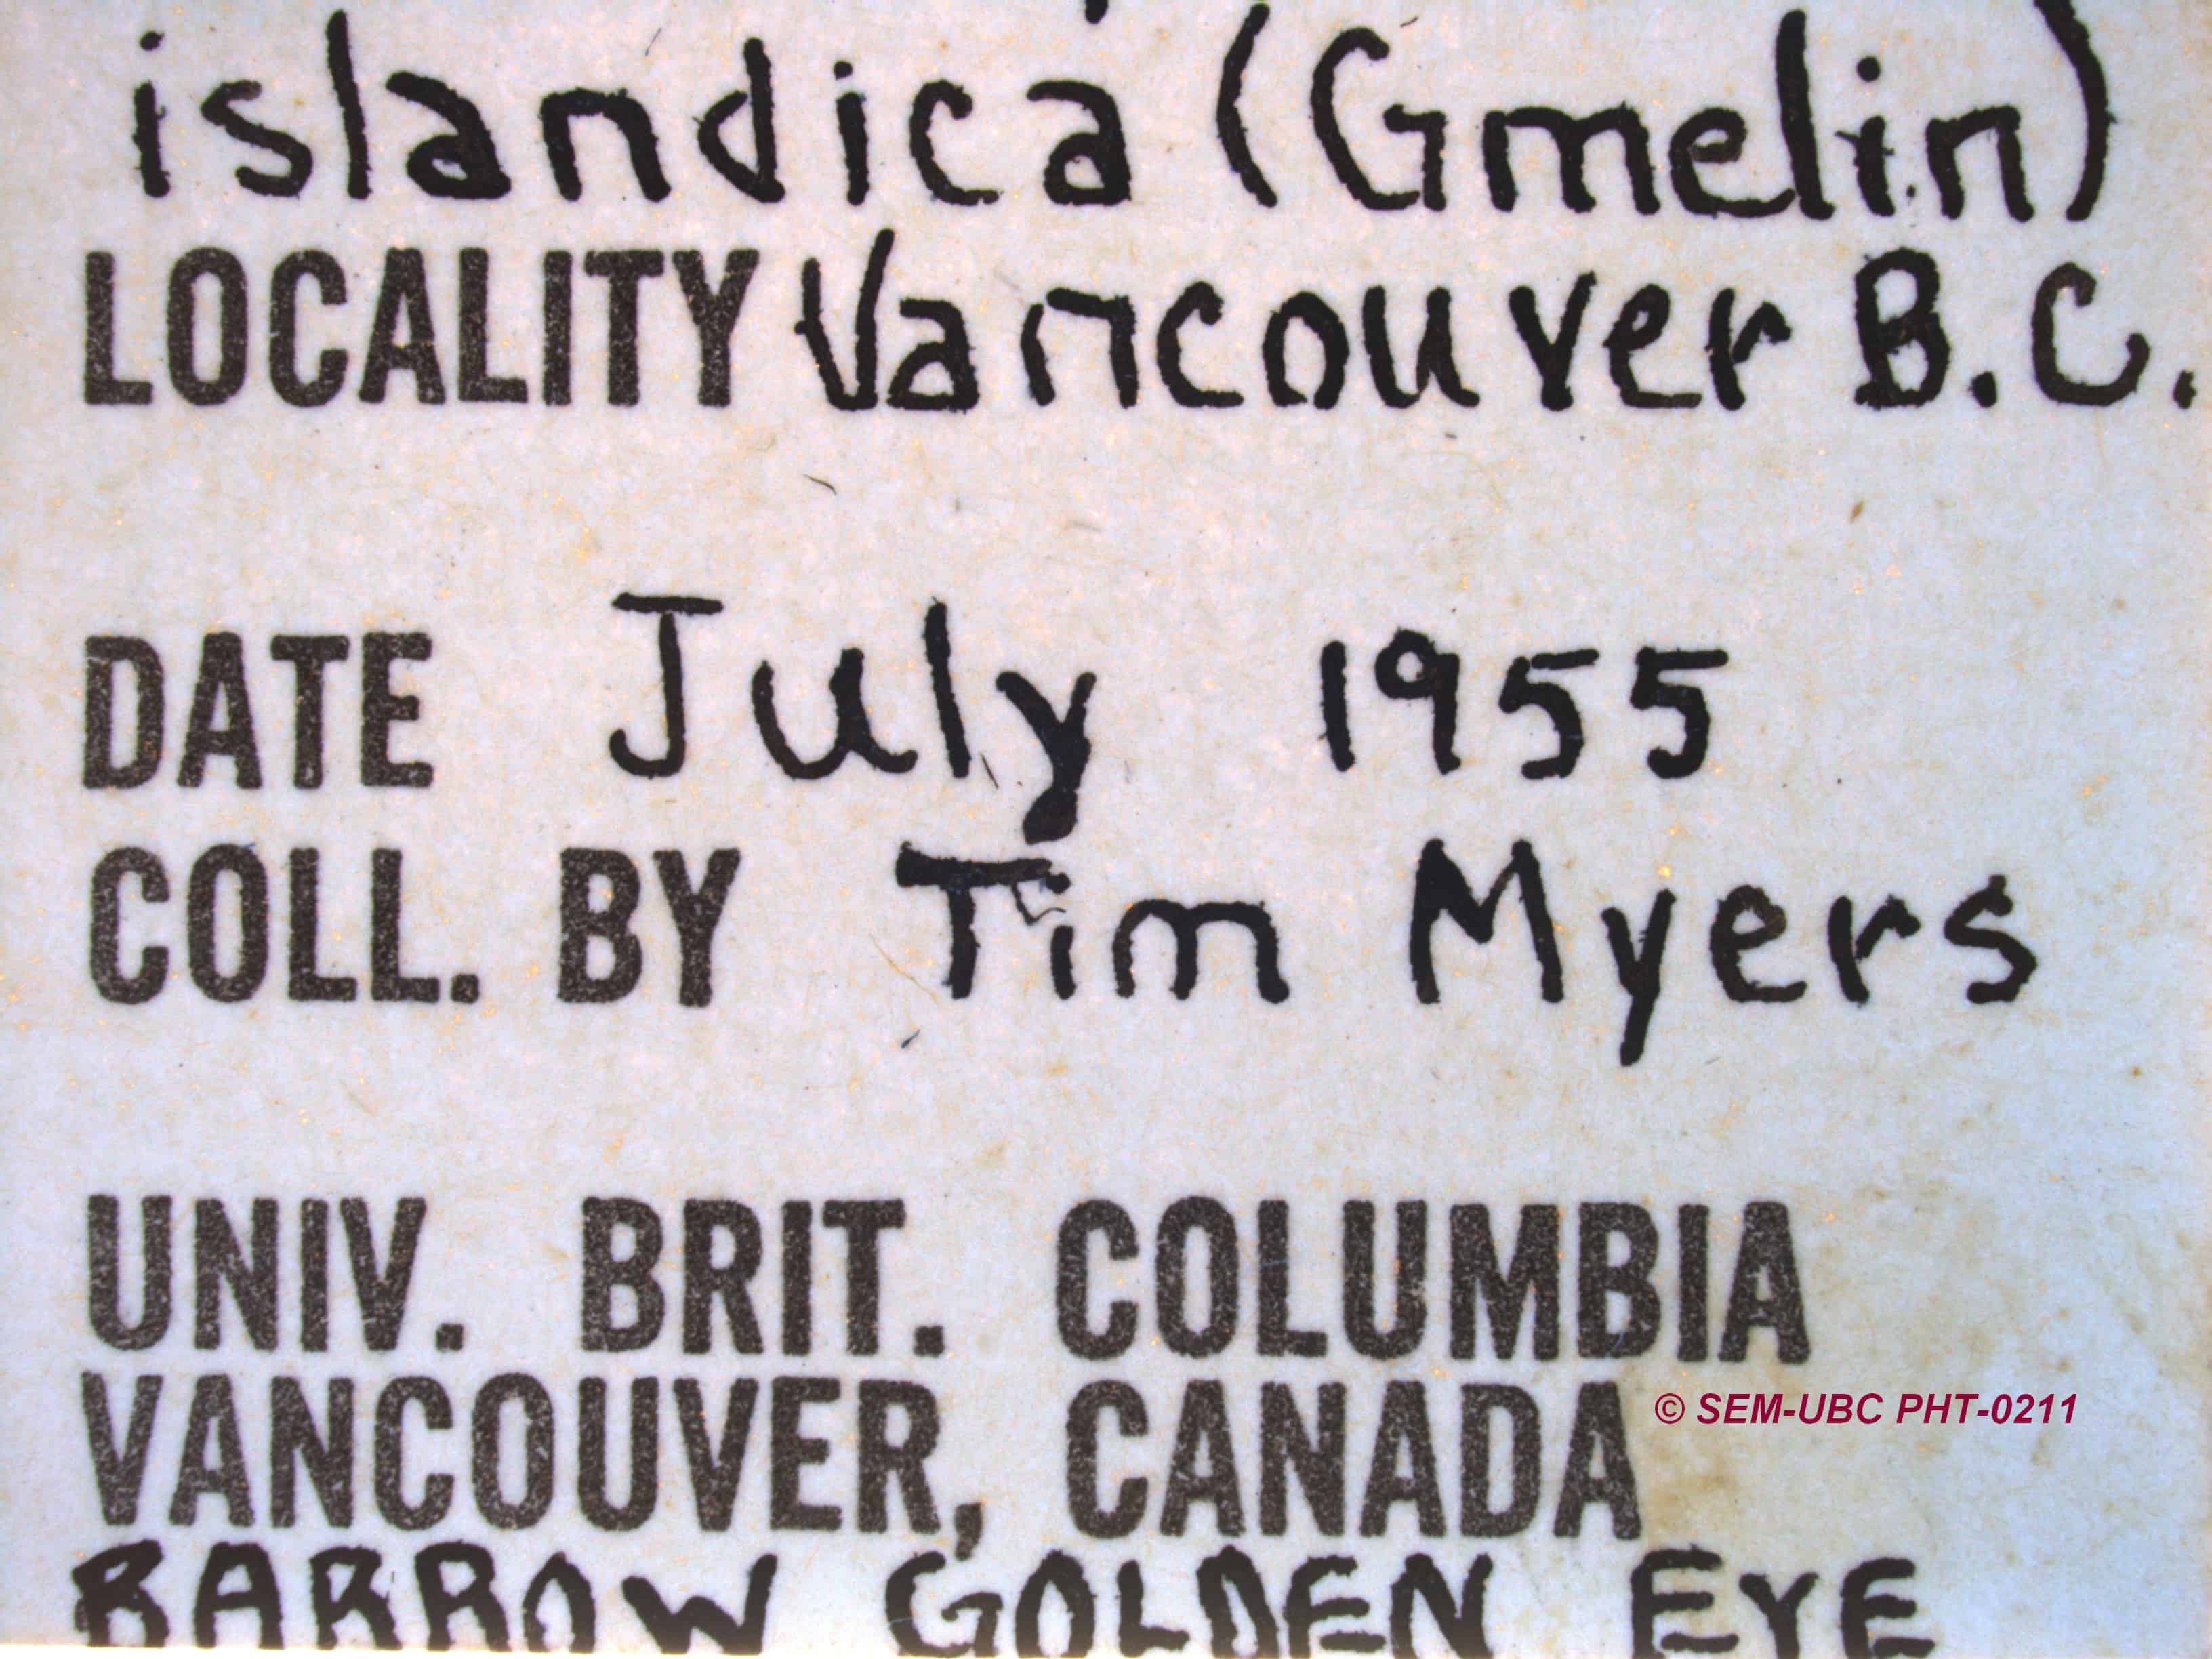 islandica (Gmelin)
LOCALITY Vancouver B.C.
DATE July 1955
COLL. BY Tim Myers
UNIV. BRIT. COLUMBIA
VANCOUVER, CANADA
© SEM-UBC PHT-0211
BARROW GOLDEN EYE